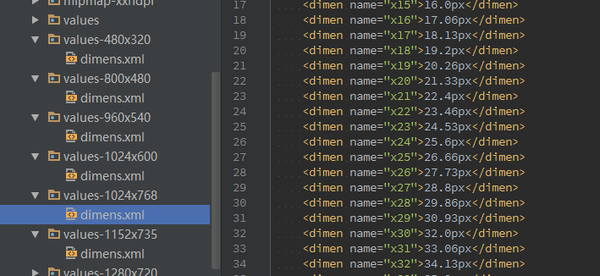 mipmap-xxhdpi
values
values-480x320
dimens.xml
values-800x480
dimens.xml
values-960x540
dimens.xml
values-1024x600
dimens.xml
values-1024x768
dimens.xml
values-1152x735
dimens.xml
values-1280x720
17 <dimen name="x15">16.0px</dimen>
18 <dimen name="x16">17.06px</dimen>
19 <dimen name="x17">18.13px</dimen>
20 <dimen name="x18">19.2px</dimen>
21 <dimen name="x19">20.26px</dimen>
22 <dimen name="x20">21.33px</dimen>
23 <dimen name="x21">22.4px</dimen>
24 <dimen name="x22">23.46px</dimen>
25 <dimen name="x23">24.53px</dimen>
26 <dimen name="x24">25.6px</dimen>
27 <dimen name="x25">26.66px</dimen>
28 <dimen name="x26">27.73px</dimen>
29 <dimen name="x27">28.8px</dimen>
30 <dimen name="x28">29.86px</dimen>
31 <dimen name="x29">30.93px</dimen>
32 <dimen name="x30">32.0px</dimen>
33 <dimen name="x31">33.06px</dimen>
34 <dimen name="x32">34.13px</dimen>